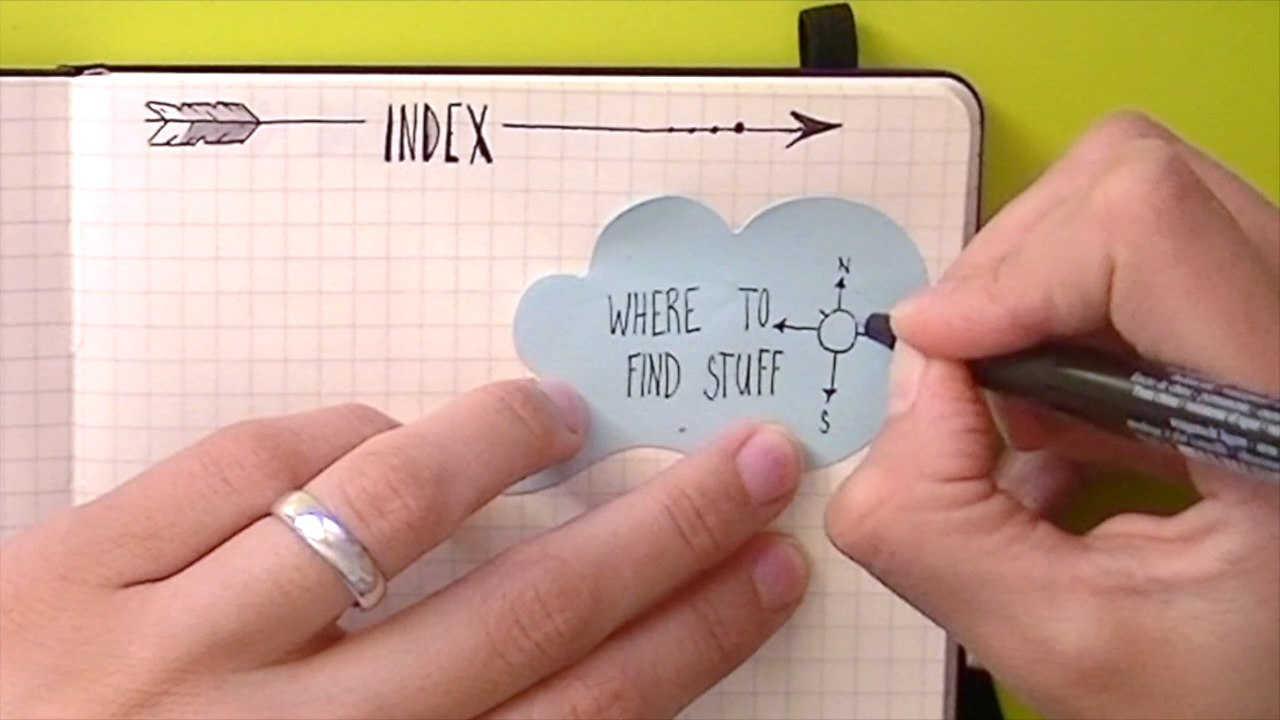 INDEX
N
WHERE TO
FIND STUFF
S